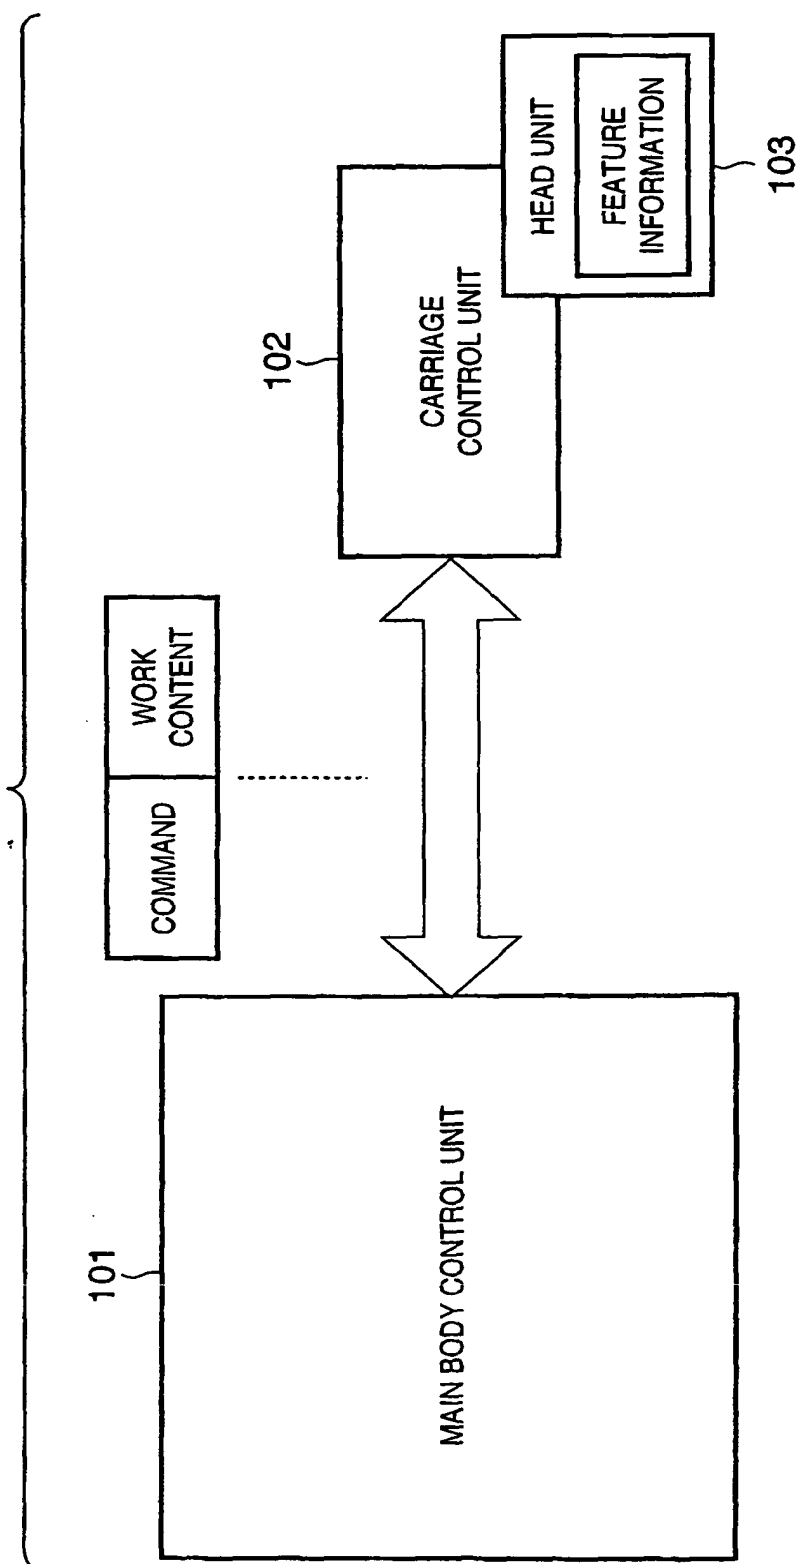 101
MAIN BODY CONTROL UNIT
COMMAND
WORK
CONTENT
102
CARRIAGE
CONTROL UNIT
HEAD UNIT
FEATURE
INFORMATION
103